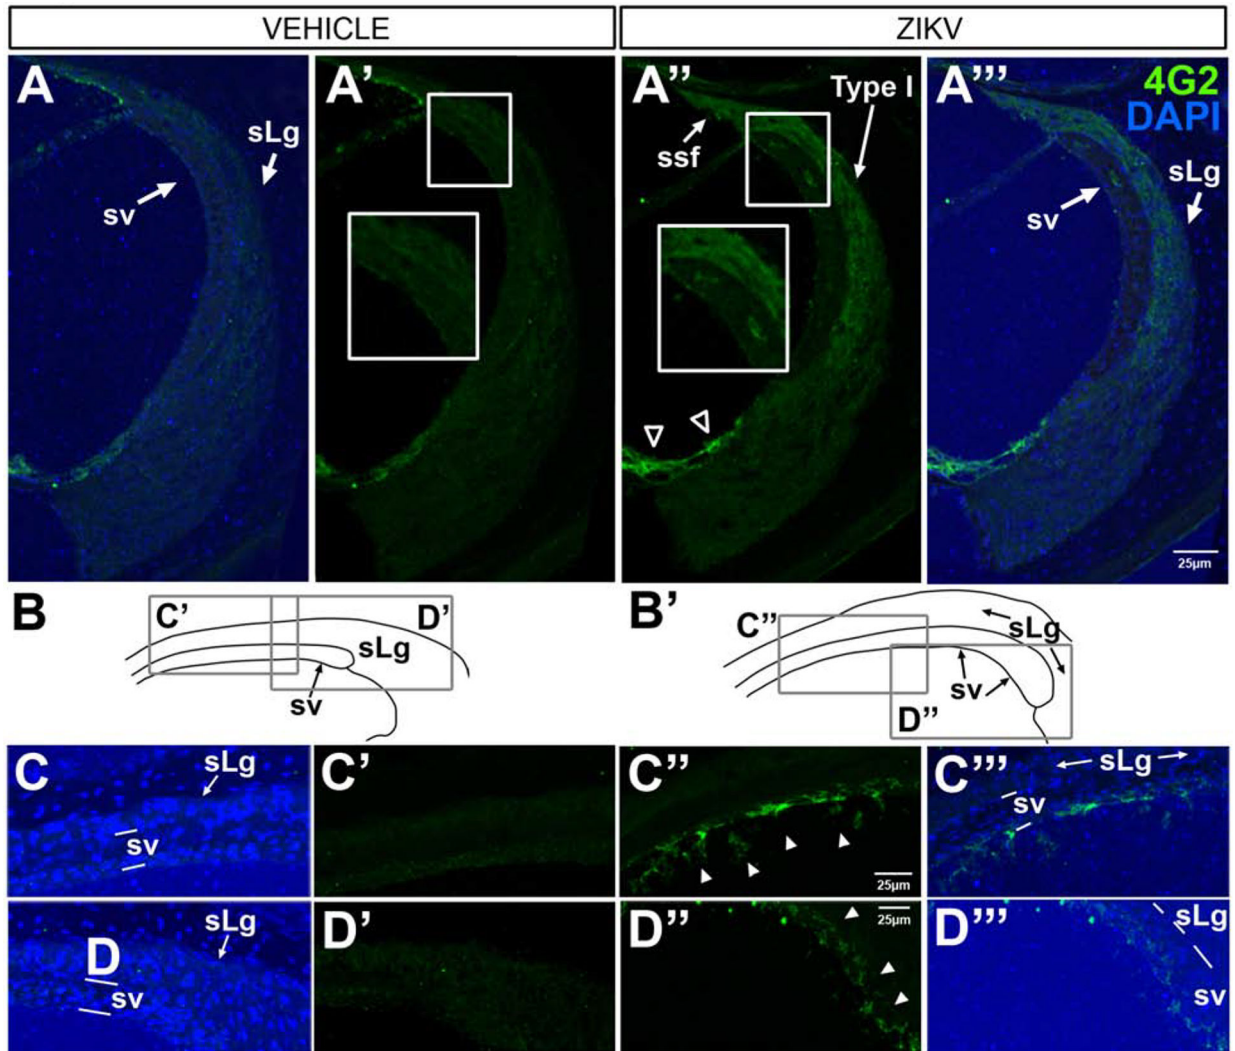 VEHICLE
ZIKV
A
sLg
sv
A’
A’’
Type I
ssf
A’’’
4G2
DAPI
sLg
sv
25µm
B
C’
D’
sLg
sv
B’
C’’
sLg
sv
D’’
C
sLg
sv
C’
C’’
25µm
C’’’
sLg
sv
D
sLg
sv
D’
D’’
25µm
D’’’
sLg
sv